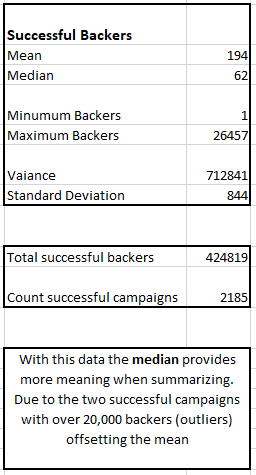 Successful Backers
Mean 194
Median 62
Minumum Backers 1
Maximum Backers 26457
Vaiance 712841
Standard Deviation 844
Total successful backers 424819
Count successful campaigns 2185
With this data the median provides
more meaning when summarizing.
Due to the two successful campaigns
with over 20,000 backers (outliers)
offsetting the mean